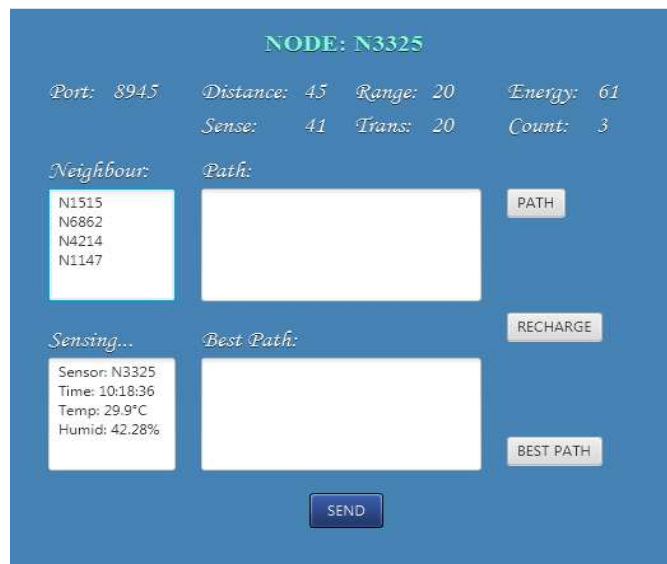 NODE: N3325
Port: 8945 Distance: 45 Range: 20 Energy: 61
Sense: 41 Trans: 20 Count: 3
Neighbour: Path:
N1515
N6862
N4214
N1147
PATH
RECHARGE
Sensing... Best Path:
Sensor: N3325
Time: 10:18:36
Temp: 29.9°C
Humid: 42.28%
BEST PATH
SEND